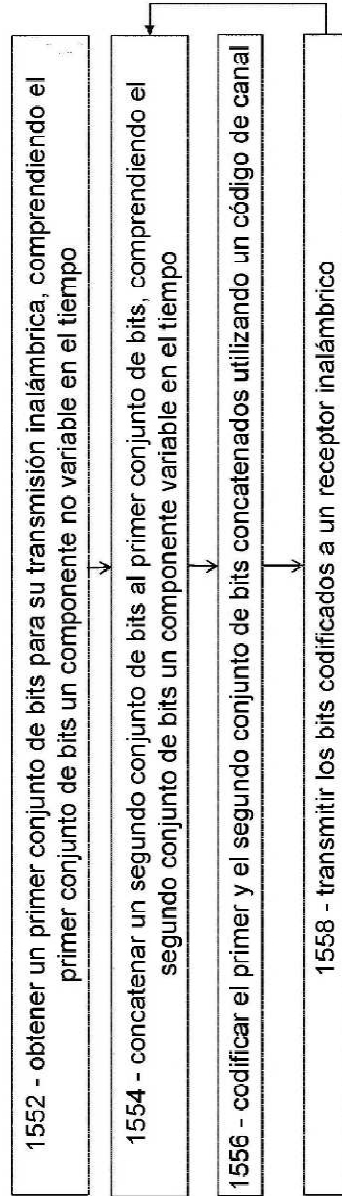 1552 - obtener un primer conjunto de bits para su transmisión inalámbrica, comprendiendo el
primer conjunto de bits un componente no variable en el tiempo
1554 - concatenar un segundo conjunto de bits al primer conjunto de bits, comprendiendo el
segundo conjunto de bits un componente variable en el tiempo
1556 - codificar el primer y el segundo conjunto de bits concatenados utilizando un código de canal
1558 - transmitir los bits codificados a un receptor inalámbrico